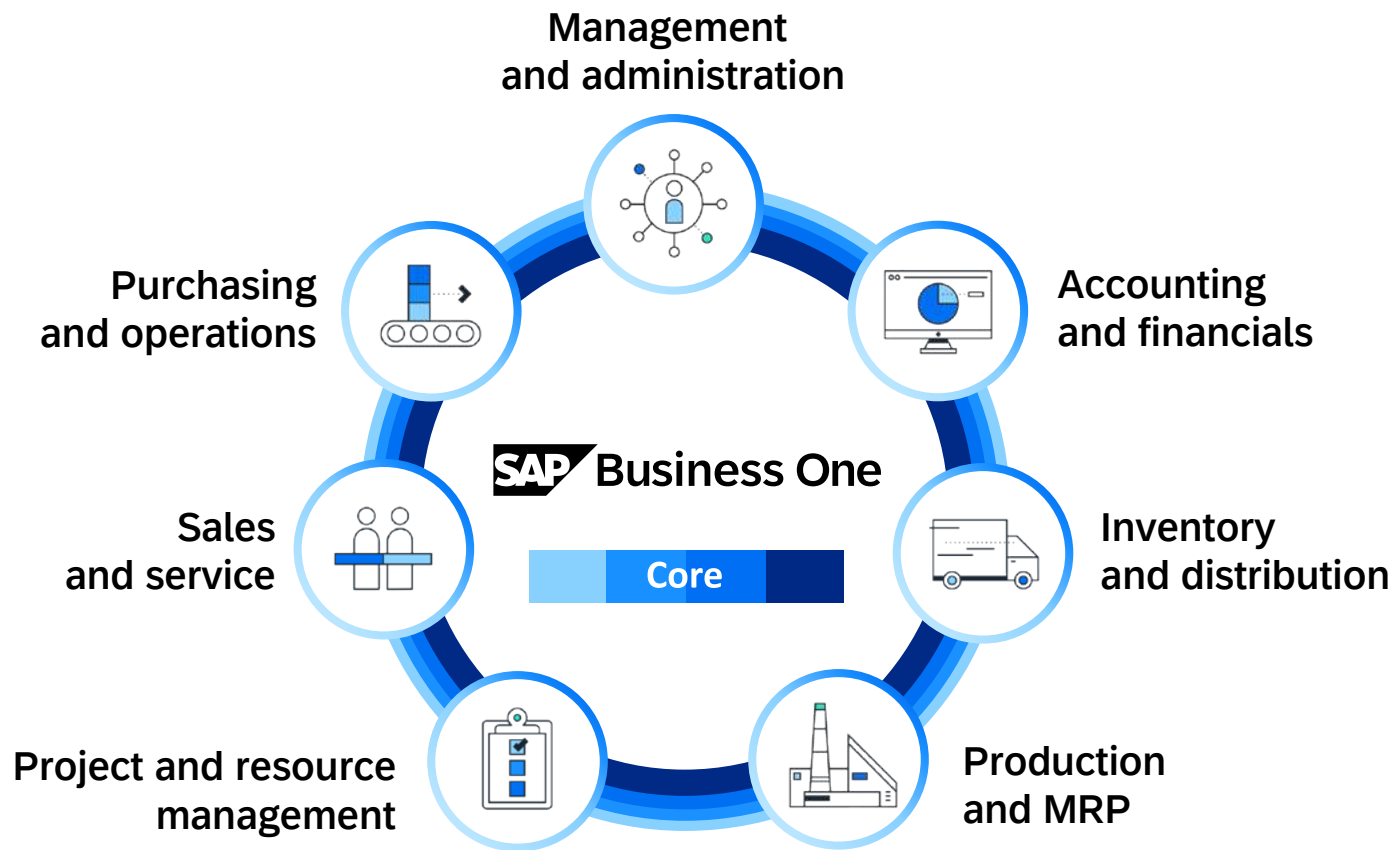 Management
and administration
Purchasing
and operations
Accounting
and financials
SAP Business One
Core
Sales
and service
Inventory
and distribution
Project and resource
management
Production
and MRP